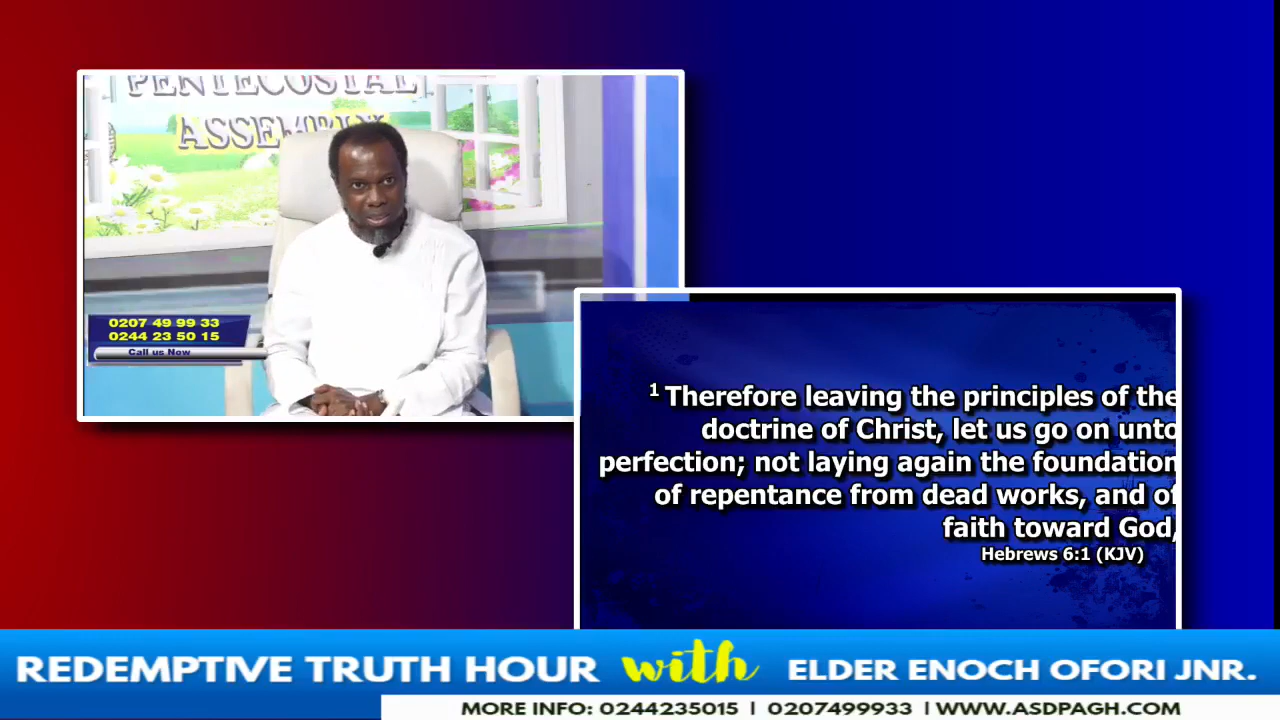 PENTECOSTAL
ASSEMBLY
0207 49 99 33
0244 23 50 15
Call us Now
1 Therefore leaving the principles of the
doctrine of Christ, let us go on unto
perfection; not laying again the foundation
of repentance from dead works, and of
faith toward God,
Hebrews 6:1 (KJV)
REDEMPTIVE TRUTH HOUR with ELDER ENOCH OFORI JNR.
MORE INFO: 0244235015 | 0207499933 | WWW.ASDPAGH.COM